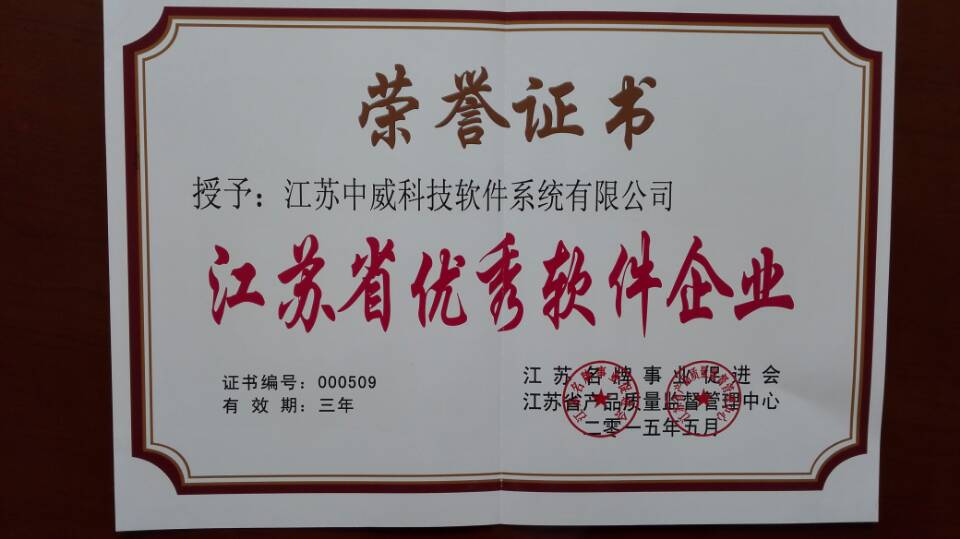 荣誉证书
授予：江苏中威科技软件系统有限公司
江苏省优秀软件企业
证书编号：000509
有效期：三年
江苏名牌事业促进会
江苏省产品质量监督管理中心
二零一五年五月